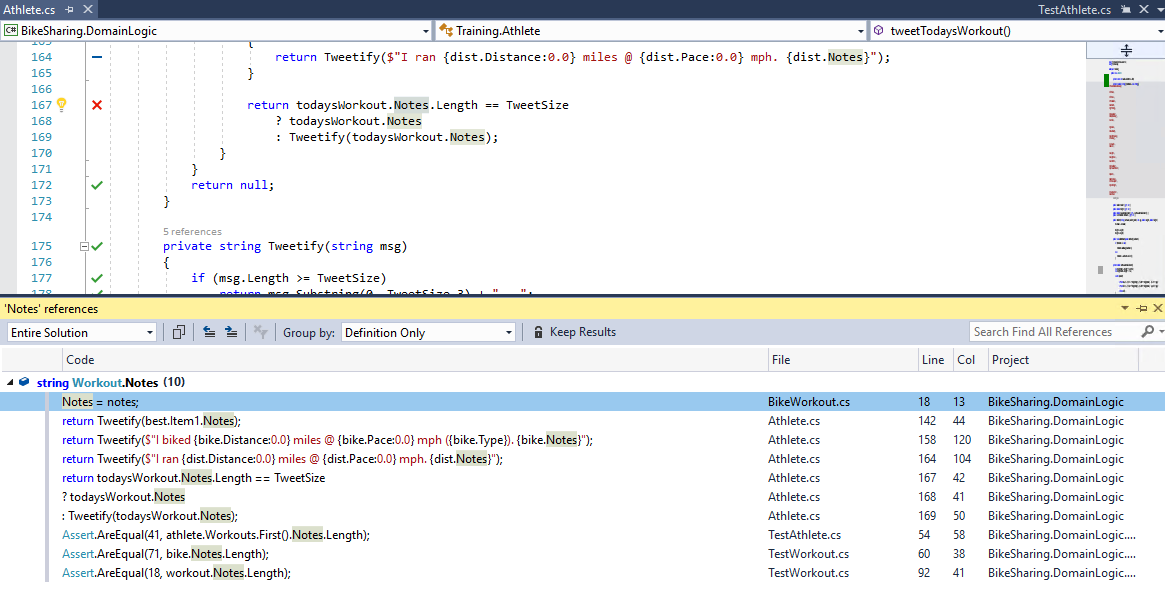 Athlete.cs
TestAthlete.cs
C# BikeSharing.DomainLogic
Training.Athlete
tweetTodaysWorkout()
163 {
164 return Tweetify($"I ran {dist.Distance:0.0} miles @ {dist.Pace:0.0} mph. {dist.Notes}");
165 }
166
167 return todaysWorkout.Notes.Length == TweetSize
168 ? todaysWorkout.Notes
169 : Tweetify(todaysWorkout.Notes);
170 }
171 }
172 return null;
173 }
174
5 references
175 private string Tweetify(string msg)
176 {
177 if (msg.Length >= TweetSize)
178 return msg.Substring(0, TweetSize-3) + "...";
'Notes' references
Entire Solution
Group by: Definition Only
Keep Results
Search Find All References
Code File Line Col Project
string Workout.Notes (10)
Notes = notes; BikeWorkout.cs 18 13 BikeSharing.DomainLogic
return Tweetify(best.Item1.Notes); Athlete.cs 142 44 BikeSharing.DomainLogic
return Tweetify($"I biked {bike.Distance:0.0} miles @ {bike.Pace:0.0} mph ({bike.Type}). {bike.Notes}"); Athlete.cs 158 120 BikeSharing.DomainLogic
return Tweetify($"I ran {dist.Distance:0.0} miles @ {dist.Pace:0.0} mph. {dist.Notes}"); Athlete.cs 164 104 BikeSharing.DomainLogic
return todaysWorkout.Notes.Length == TweetSize Athlete.cs 167 42 BikeSharing.DomainLogic
? todaysWorkout.Notes Athlete.cs 168 41 BikeSharing.DomainLogic
: Tweetify(todaysWorkout.Notes); Athlete.cs 169 50 BikeSharing.DomainLogic
Assert.AreEqual(41, athlete.Workouts.First().Notes.Length); TestAthlete.cs 54 58 BikeSharing.DomainLogic....
Assert.AreEqual(71, bike.Notes.Length); TestWorkout.cs 60 38 BikeSharing.DomainLogic....
Assert.AreEqual(18, workout.Notes.Length); TestWorkout.cs 92 41 BikeSharing.DomainLogic....